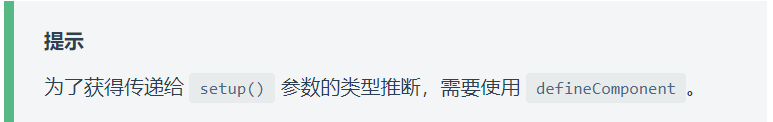 提示
为了获得传递给 setup() 参数的类型推断，需要使用 defineComponent 。